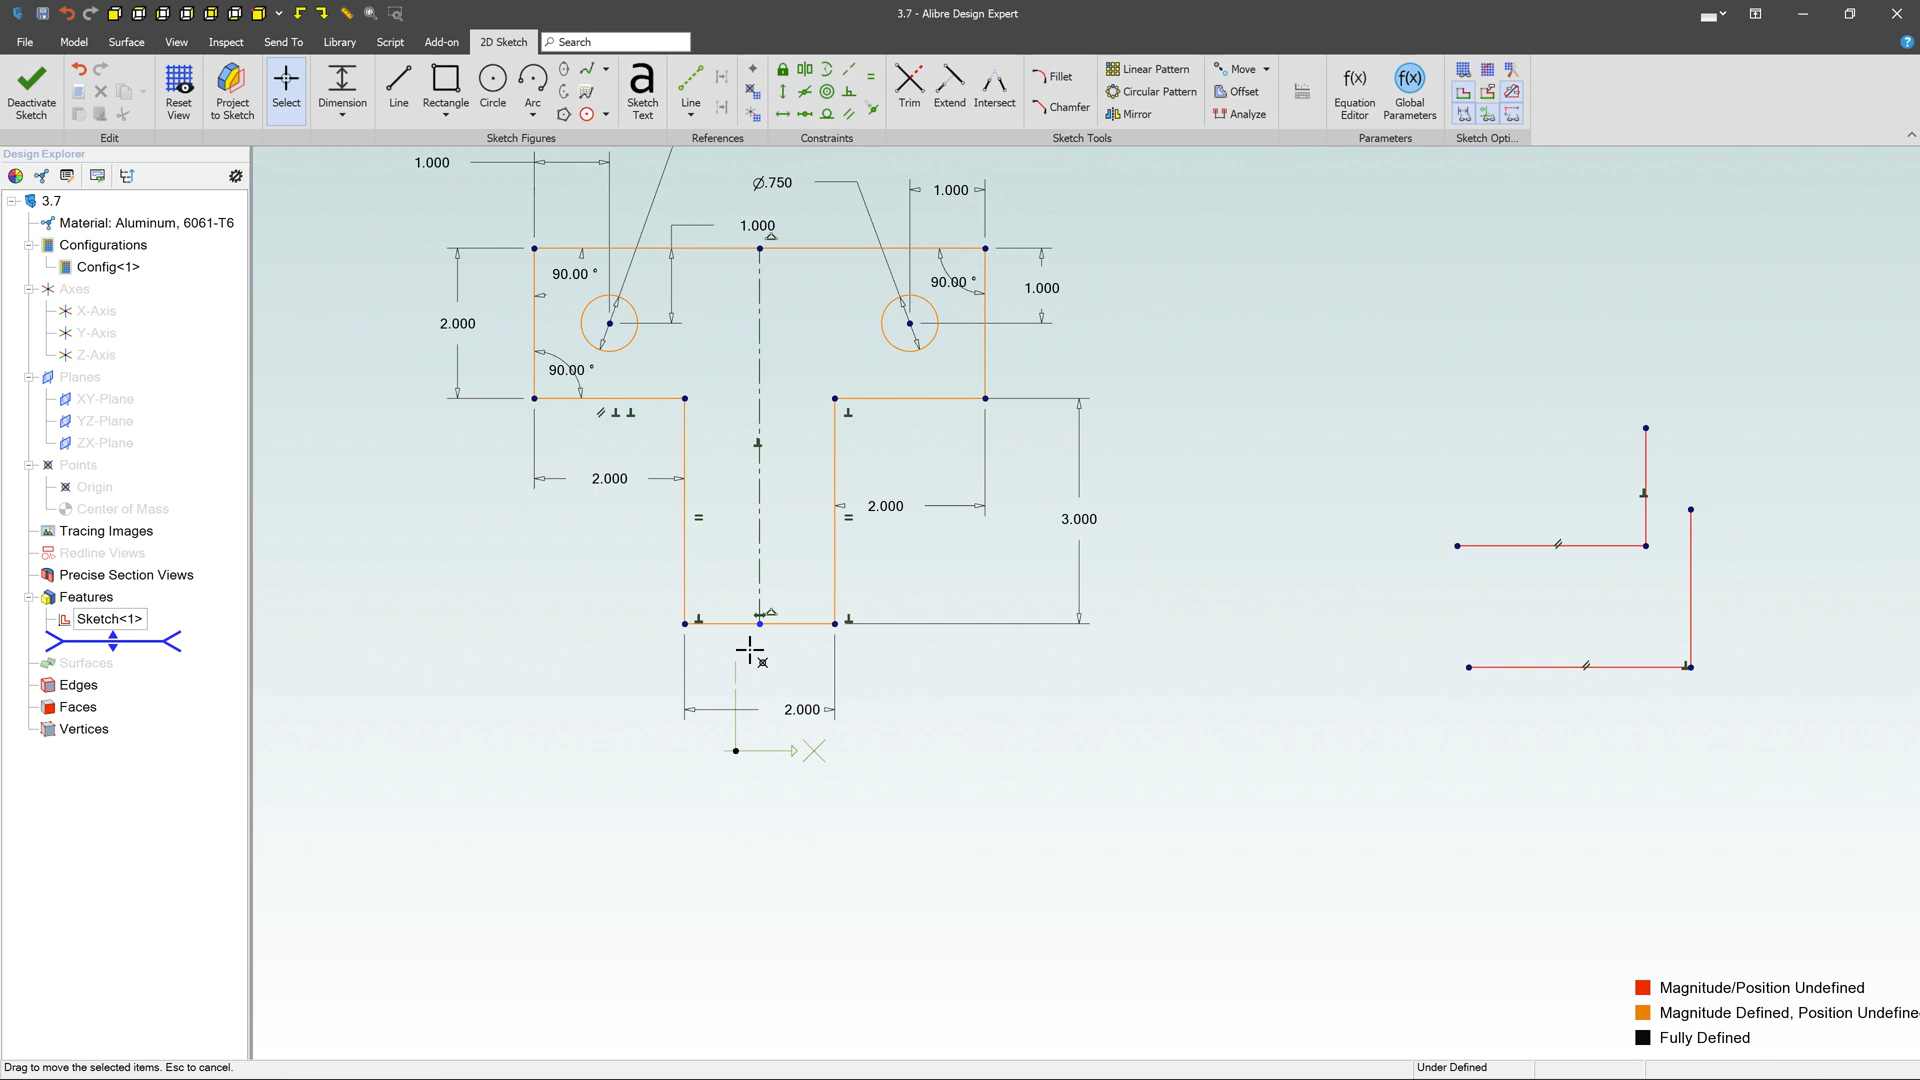 3.7 - Alibre Design Expert
File Model Surface View Inspect Send To Library Script Add-on 2D Sketch Search
Deactivate Sketch
Reset View
Project to Sketch
Select
Dimension
Line
Rectangle
Circle
Arc
a
Sketch Text
Line
Trim
Extend
Intersect
Fillet
Chamfer
Linear Pattern
Circular Pattern
Mirror
Move
Offset
Analyze
f(x)
Equation Editor
f(x)
Global Parameters
Edit
Sketch Figures
References
Constraints
Sketch Tools
Parameters
Sketch Opti...
Design Explorer
3.7
Material: Aluminum, 6061-T6
Configurations
Config<1>
Axes
X-Axis
Y-Axis
Z-Axis
Planes
XY-Plane
YZ-Plane
ZX-Plane
Points
Origin
Center of Mass
Tracing Images
Redline Views
Precise Section Views
Features
Sketch<1>
Surfaces
Edges
Faces
Vertices
1.000
Ø.750
1.000
1.000
90.00 °
90.00 °
1.000
2.000
90.00 °
2.000
2.000
3.000
2.000
X
Magnitude/Position Undefined
Magnitude Defined, Position Undefine
Fully Defined
Drag to move the selected items. Esc to cancel.
Under Defined